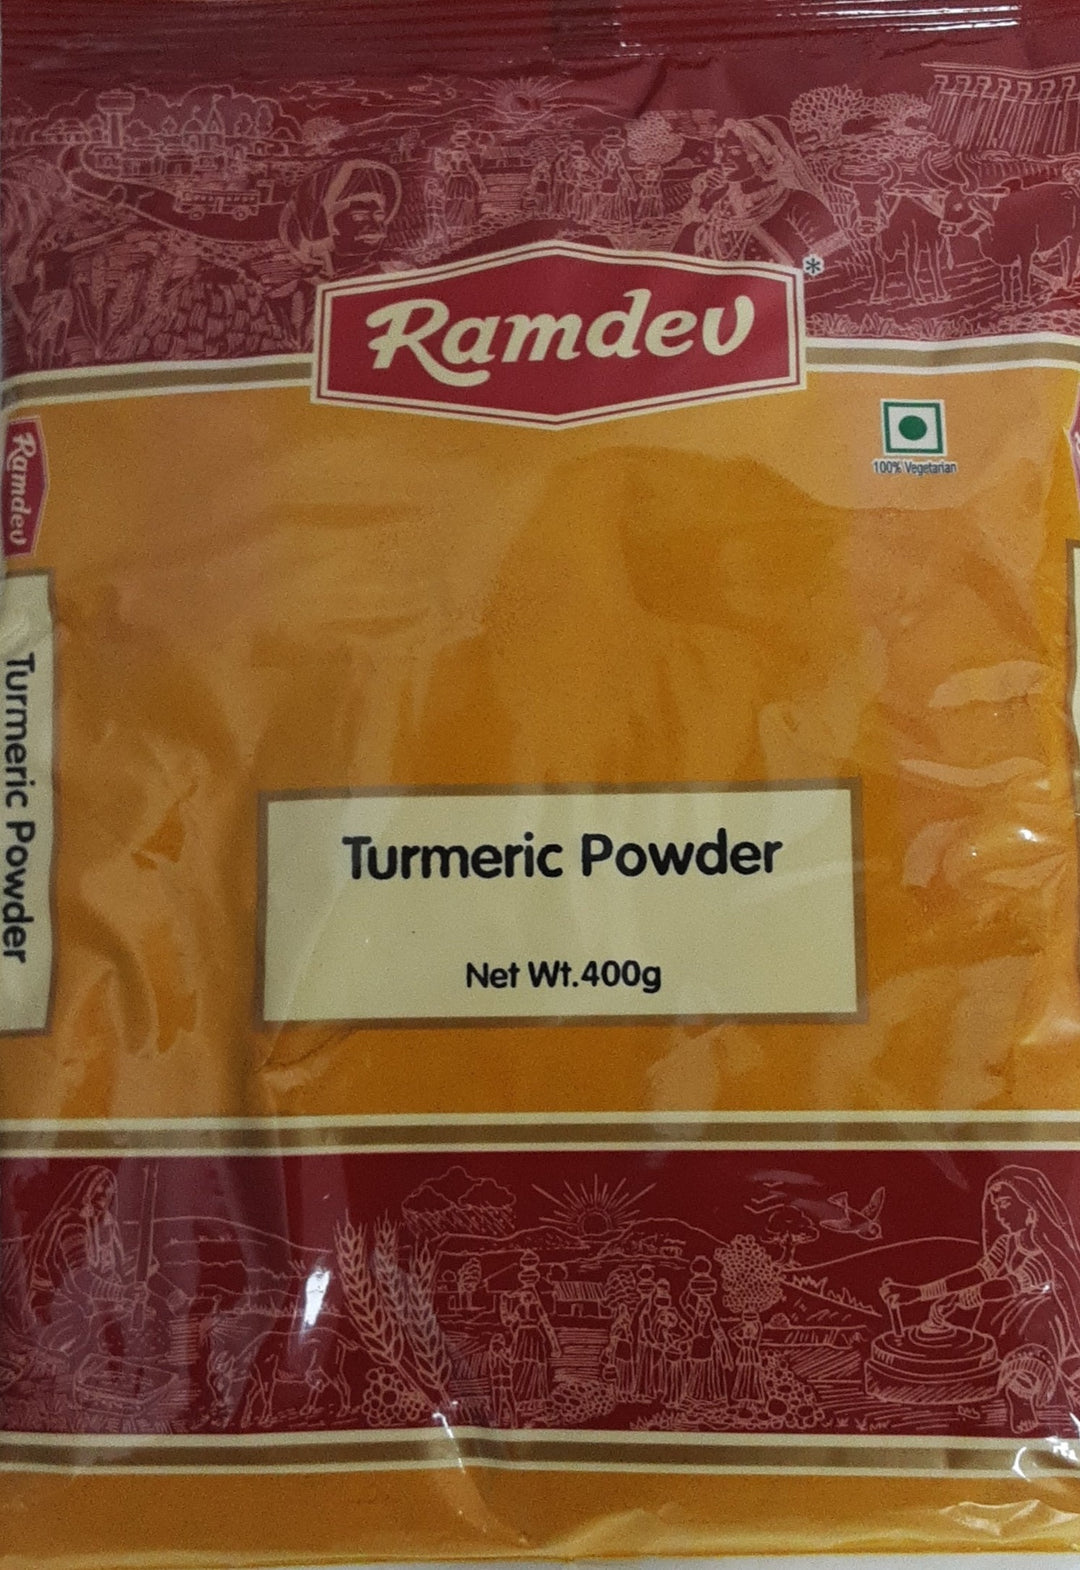 Ramdev*
100% Vegetarian
Ramdev
Turmeric Powder
Turmeric Powder
Net Wt.400g